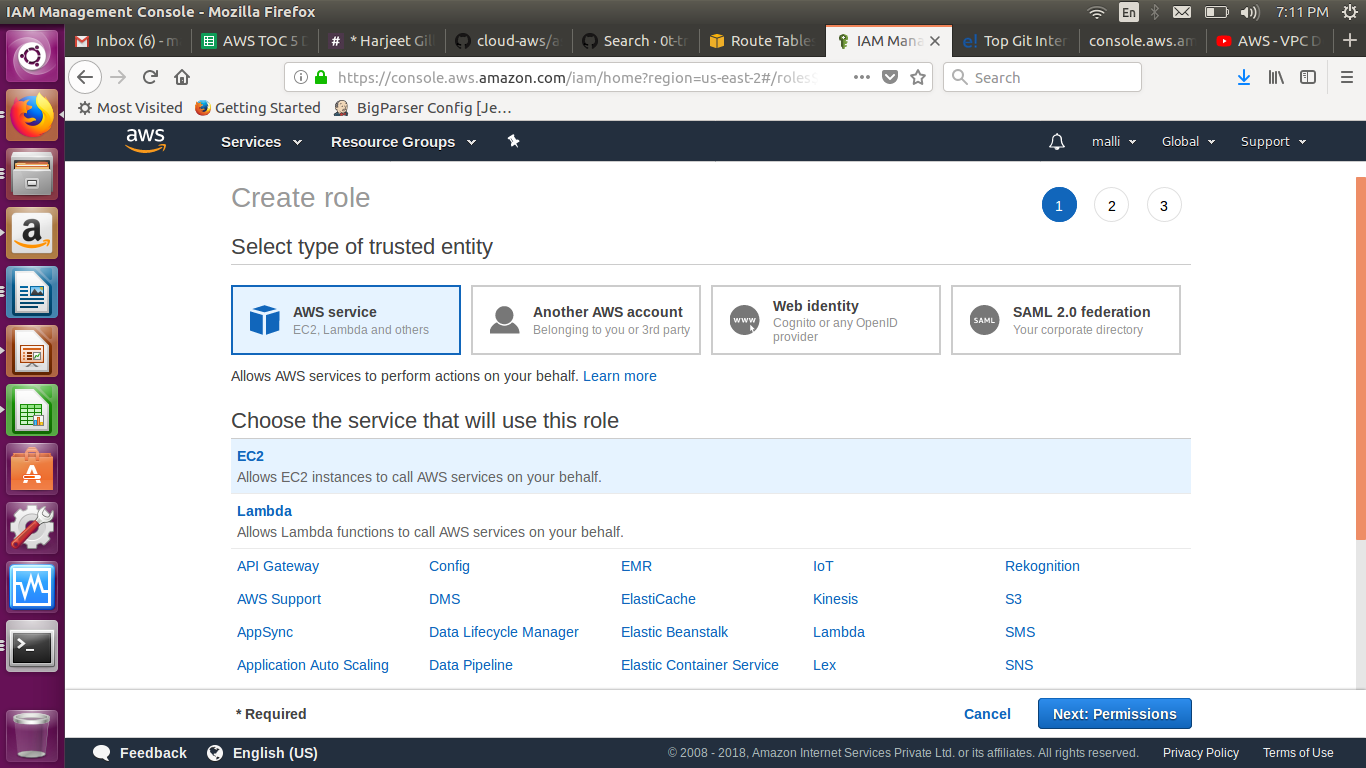 IAM Management Console - Mozilla Firefox
En
7:11 PM
Inbox (6) - m
AWS TOC 5 D
* Harjeet Gil
cloud-aws/a
Search · 0t-tr
Route Table
IAM Mana
Top Git Inter
console.aws.am
AWS - VPC D
https://console.aws.amazon.com/iam/home?region=us-east-2#/roles
Search
Most Visited
Getting Started
BigParser Config [Je...
aws
Services
Resource Groups
malli
Global
Support
Create role
1
2
3
Select type of trusted entity
AWS service
EC2, Lambda and others
Another AWS account
Belonging to you or 3rd party
WWW
Web identity
Cognito or any OpenID
provider
SAML
SAML 2.0 federation
Your corporate directory
Allows AWS services to perform actions on your behalf. Learn more
Choose the service that will use this role
EC2
Allows EC2 instances to call AWS services on your behalf.
Lambda
Allows Lambda functions to call AWS services on your behalf.
API Gateway Config EMR IoT Rekognition
AWS Support DMS ElastiCache Kinesis S3
AppSync Data Lifecycle Manager Elastic Beanstalk Lambda SMS
Application Auto Scaling Data Pipeline Elastic Container Service Lex SNS
* Required
Cancel
Next: Permissions
Feedback
English (US)
© 2008 - 2018, Amazon Internet Services Private Ltd. or its affiliates. All rights reserved.
Privacy Policy
Terms of Use